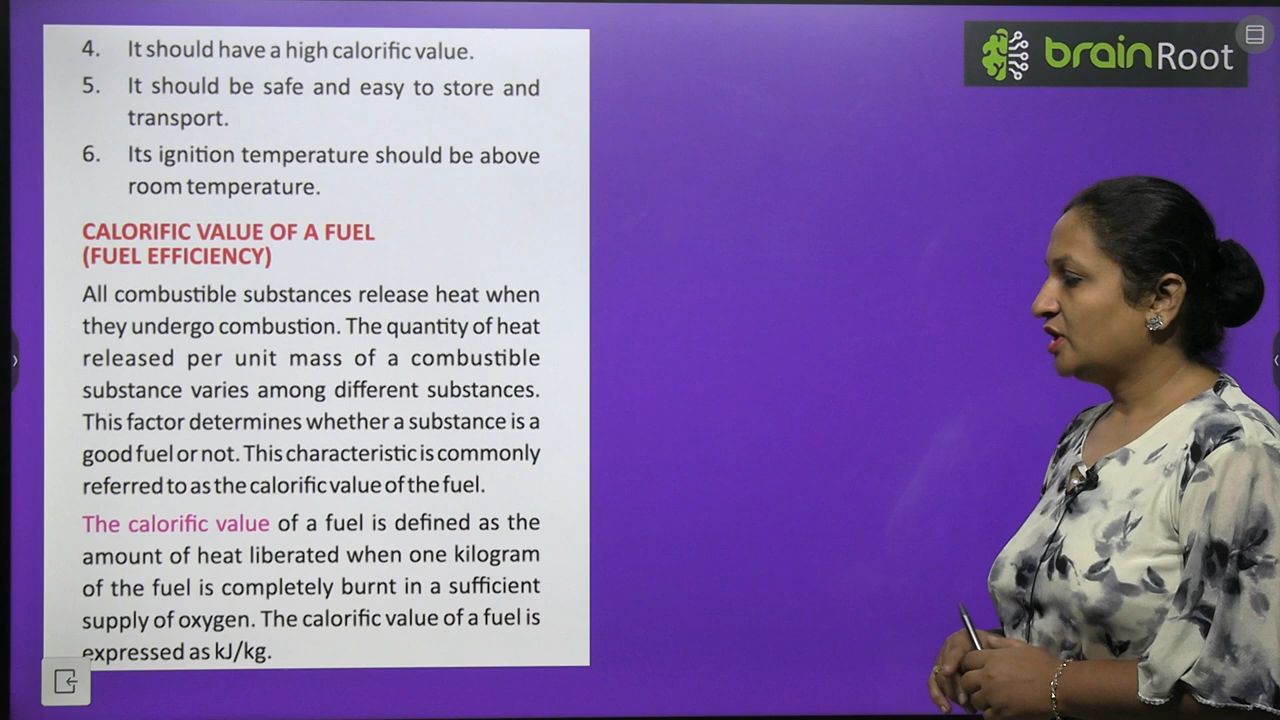 4. It should have a high calorific value.
5. It should be safe and easy to store and
transport.
6. Its ignition temperature should be above
room temperature.
CALORIFIC VALUE OF A FUEL
(FUEL EFFICIENCY)
All combustible substances release heat when
they undergo combustion. The quantity of heat
released per unit mass of a combustible
substance varies among different substances.
This factor determines whether a substance is a
good fuel or not. This characteristic is commonly
referred to as the calorific value of the fuel.
The calorific value of a fuel is defined as the
amount of heat liberated when one kilogram
of the fuel is completely burnt in a sufficient
supply of oxygen. The calorific value of a fuel is
expressed as kJ/kg.
brainRoot